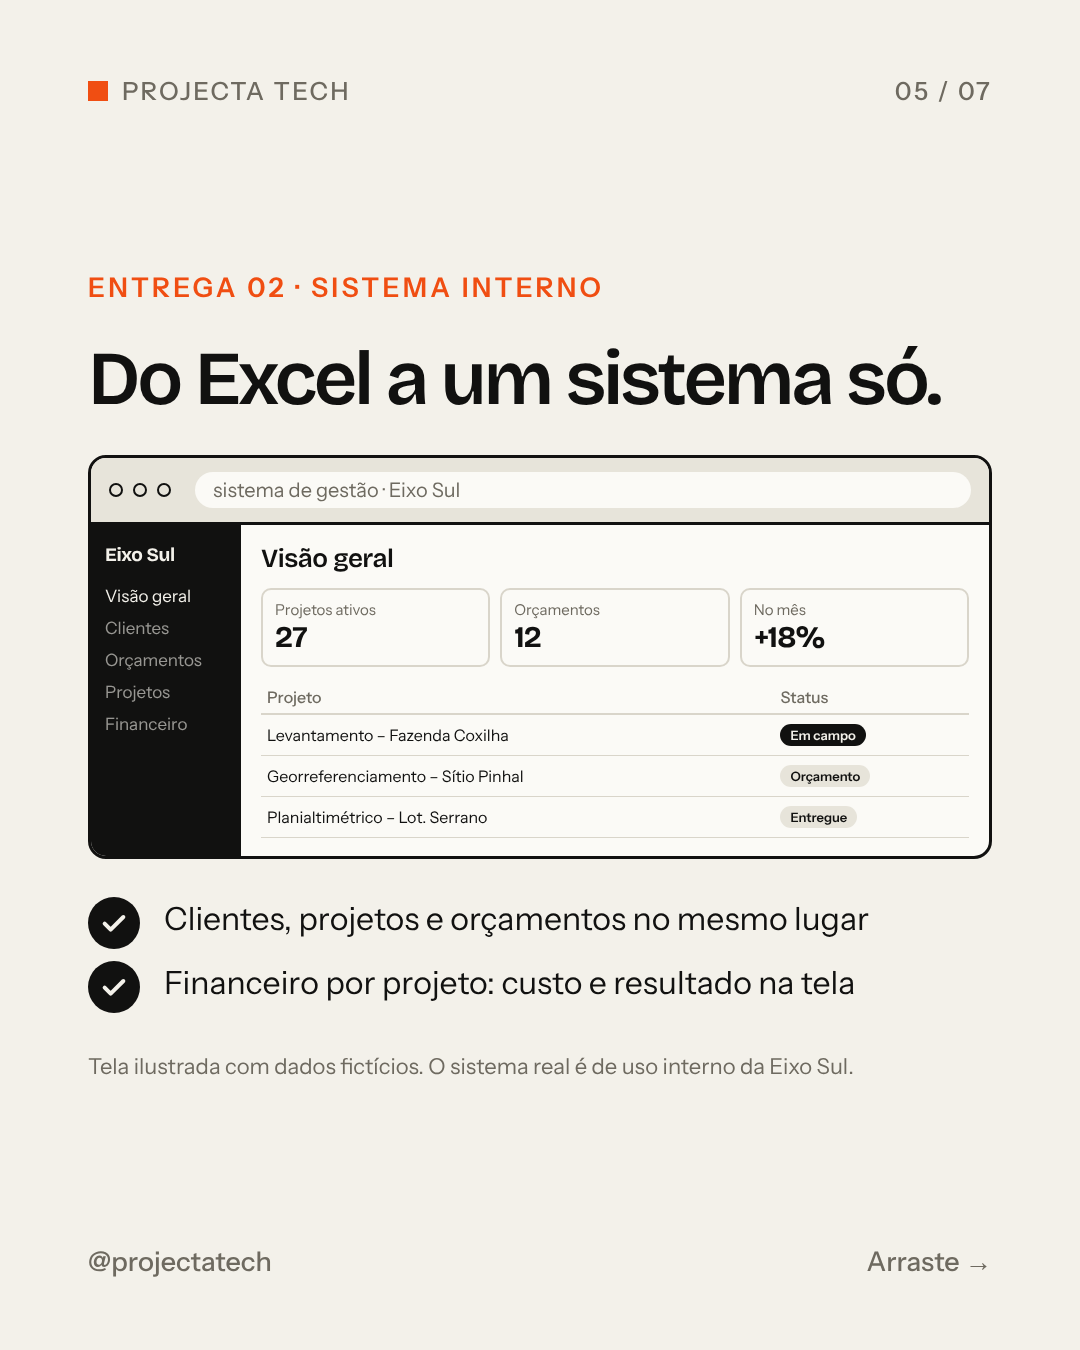 PROJECTA TECH
05 / 07
ENTREGA 02 · SISTEMA INTERNO
Do Excel a um sistema só.
sistema de gestão · Eixo Sul
Eixo Sul
Visão geral
Clientes
Orçamentos
Projetos
Financeiro
Visão geral
Projetos ativos
27
Orçamentos
12
No mês
+18%
Projeto Status
Levantamento – Fazenda Coxilha Em campo
Georreferenciamento – Sítio Pinhal Orçamento
Planialtimétrico – Lot. Serrano Entregue
Clientes, projetos e orçamentos no mesmo lugar
Financeiro por projeto: custo e resultado na tela
Tela ilustrada com dados fictícios. O sistema real é de uso interno da Eixo Sul.
@projectatech
Arraste →